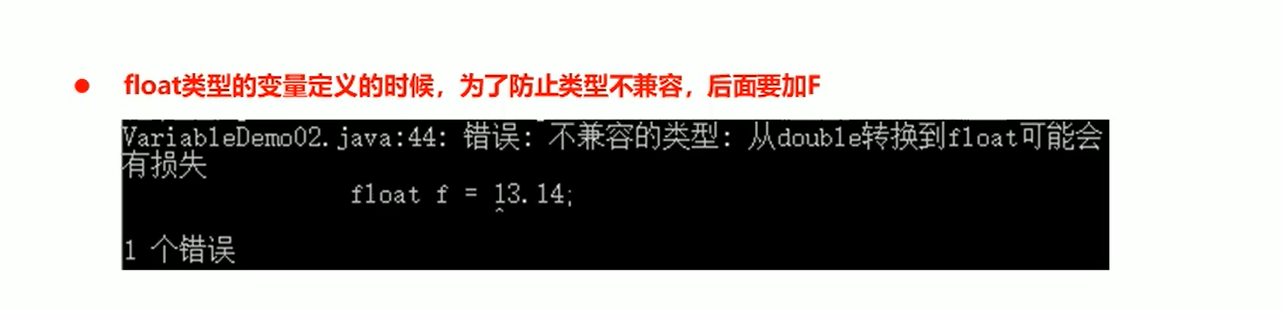 ● float类型的变量定义的时候，为了防止类型不兼容，后面要加F
VariableDemo02.java:44: 错误: 不兼容的类型: 从double转换到float可能会
有损失
float f = 13.14;
^
1 个错误